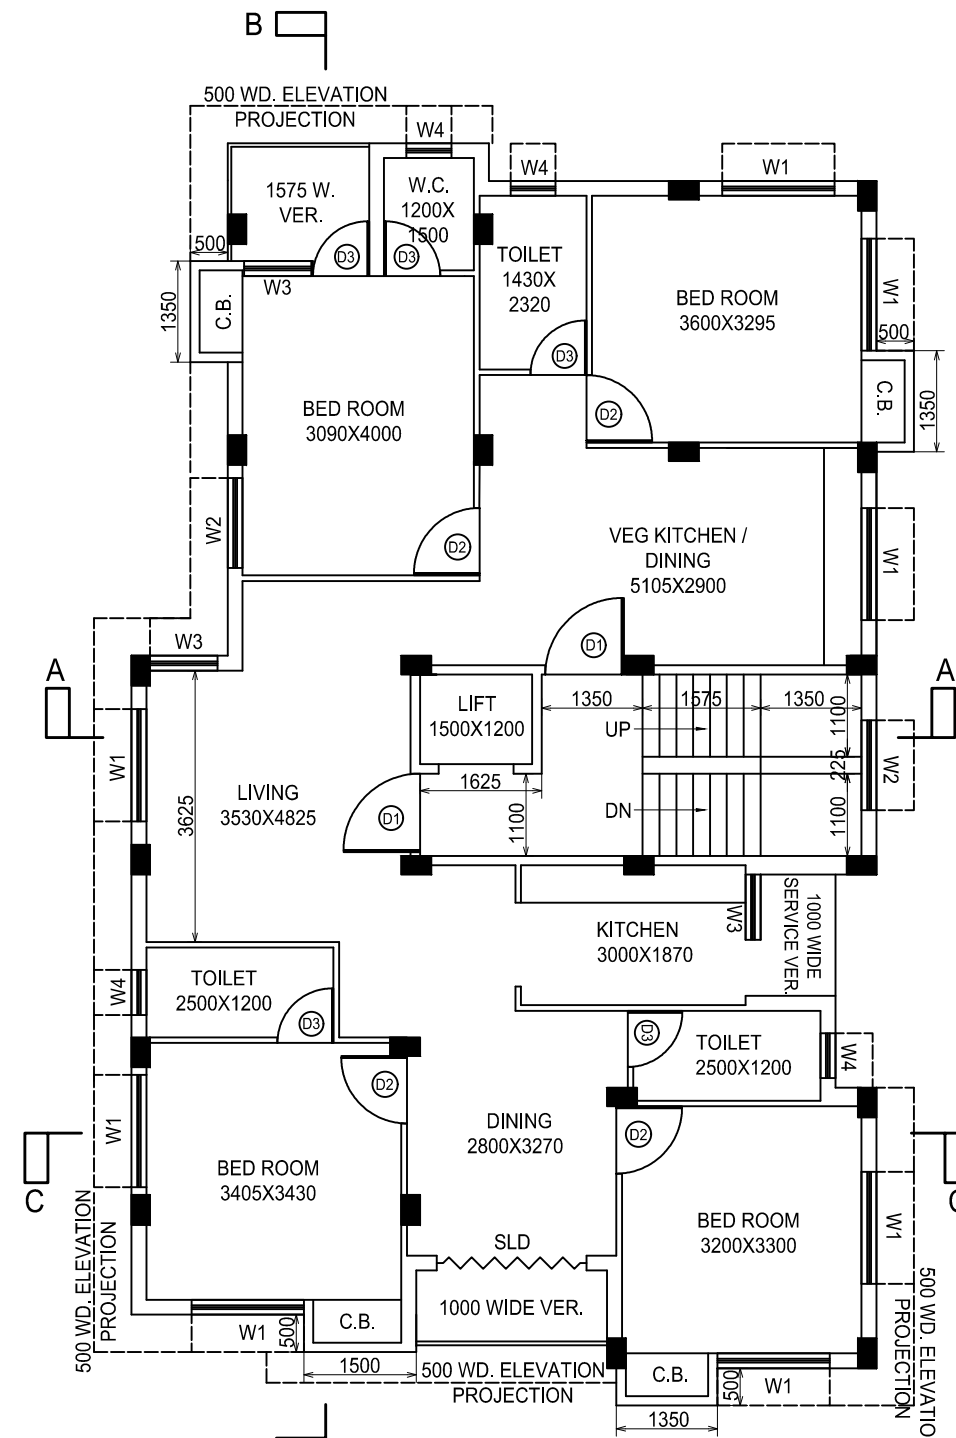 B
500 WD. ELEVATION
PROJECTION
W4
W4
W1
1575 W.
VER.
W.C.
1200X
1500
D3
D3
500
W3
TOILET
1430X
2320
BED ROOM
3600X3295
W1
500
1350
C.B.
D3
C.B.
1350
BED ROOM
3090X4000
D2
W2
D2
VEG KITCHEN /
DINING
5105X2900
W1
W3
D1
A
A
LIFT
1500X1200
1350
1575
1350
1100
UP
W1
1625
225
W2
LIVING
3530X4825
3625
D1
1100
DN
1100
KITCHEN
3000X1870
W3
1000 WIDE
SERVICE VER.
TOILET
2500X1200
W4
D3
D3
TOILET
2500X1200
W4
D2
W1
DINING
2800X3270
D2
C
BED ROOM
3405X3430
BED ROOM
3200X3300
W1
500 WD. ELEVATION
PROJECTION
SLD
1000 WIDE VER.
W1
500
C.B.
1500
500 WD. ELEVATION
PROJECTION
C.B.
500
W1
1350
500 WD. ELEVATIO
PROJECTION